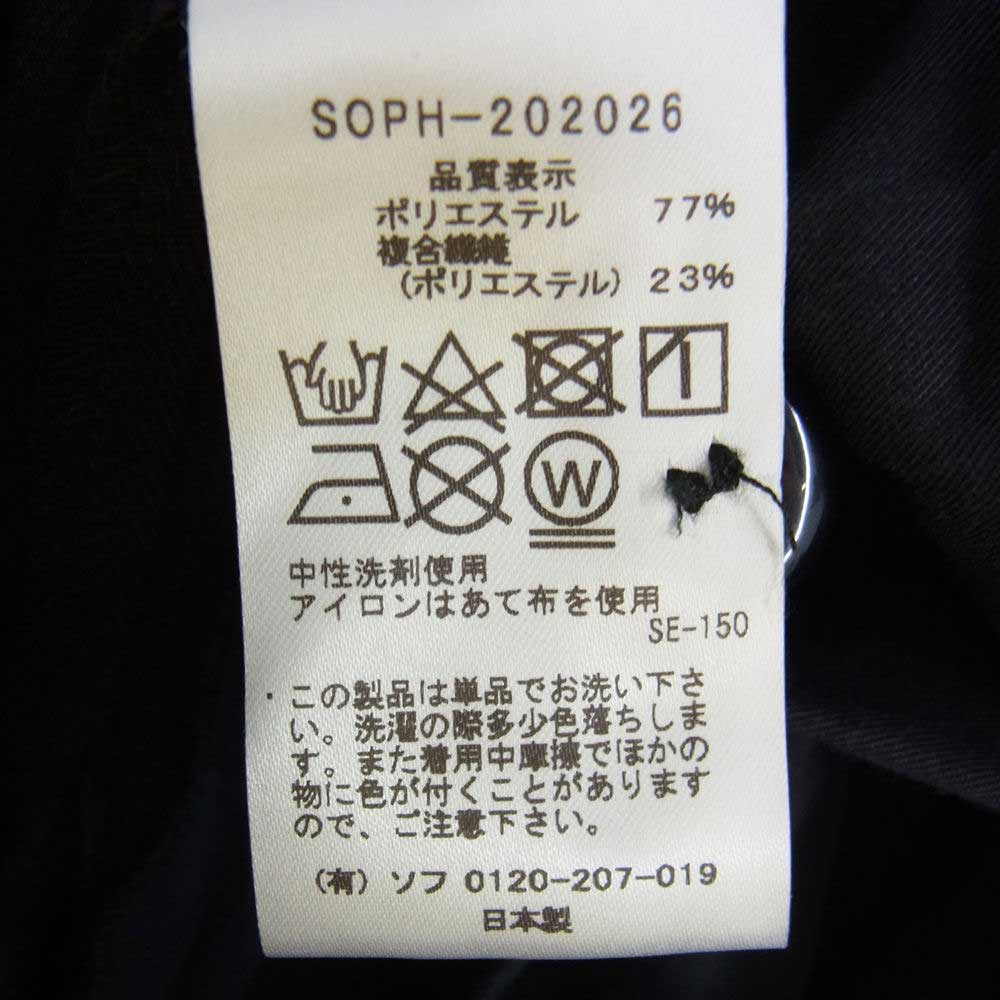 SOPH-202026
品質表示
ポリエステル 77%
複合繊維
(ポリエステル) 23%
W
中性洗剤使用
アイロンはあて布を使用
SE-150
・この製品は単品でお洗い下さ
い。洗濯の際多少色落ちしま
す。また着用中摩擦でほかの
物に色が付くことがあります
ので、ご注意下さい。
(有) ソフ 0120-207-019
日本製